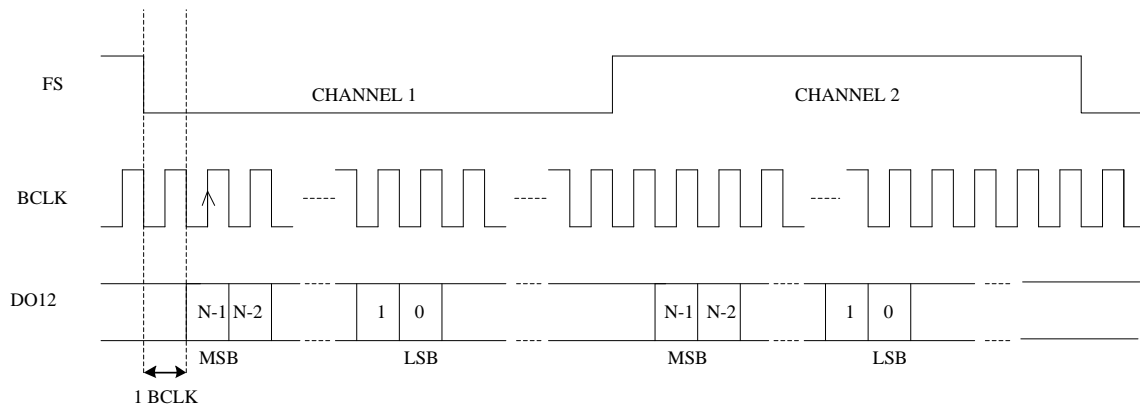 FS
CHANNEL 1
CHANNEL 2
BCLK
DO12
N-1 N-2
1 0
N-1 N-2
1 0
MSB
LSB
MSB
LSB
1 BCLK